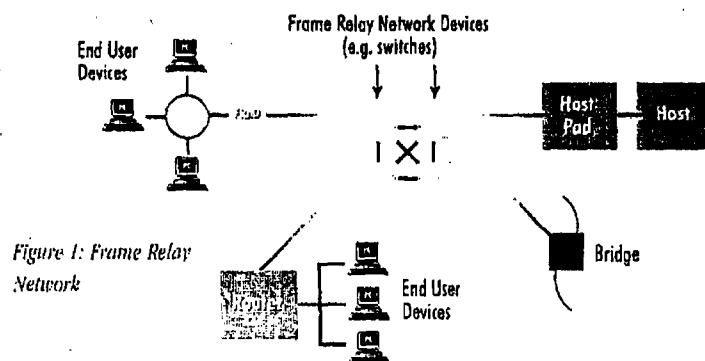 Frame Relay Network Devices
(e.g. switches)
End User
Devices
Host
Pad
Host
Figure 1: Frame Relay
Network
Bridge
Router
End User
Devices